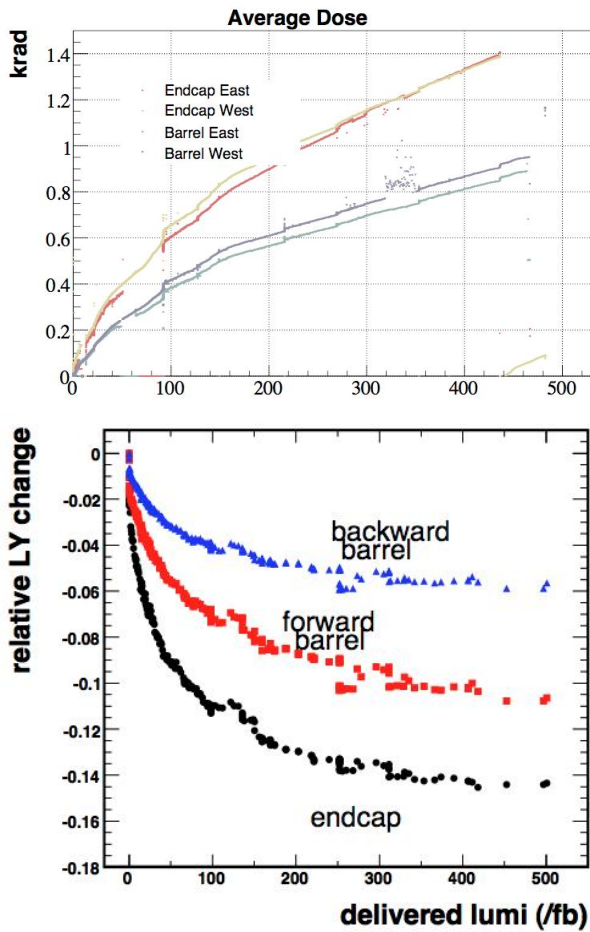 Average Dose
krad
1.4
1.2
1
0.8
0.6
0.4
0.2
0
Endcap East
Endcap West
Barrel East
Barrel West
0 100 200 300 400 500
relative LY change
0
-0.02
-0.04
-0.06
-0.08
-0.1
-0.12
-0.14
-0.16
-0.18
backward
barrel
forward
barrel
endcap
0 100 200 300 400 500
delivered lumi (/fb)